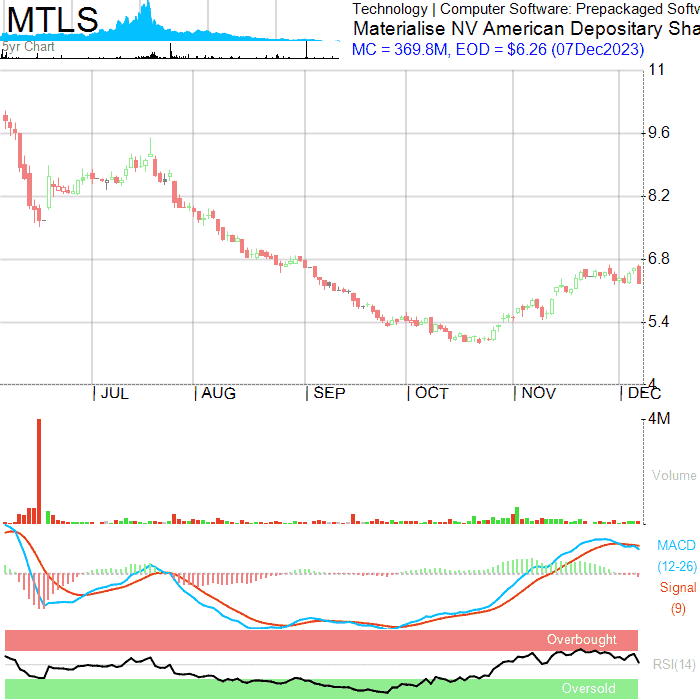 MTLS
Technology | Computer Software: Prepackaged Softw
Materialise NV American Depositary Sha
MC = 369.8M, EOD = $6.26 (07Dec2023)
5yr Chart
11
9.6
8.2
6.8
5.4
4
JUL AUG SEP OCT NOV DEC
4M
Volume
MACD
(12-26)
Signal
(9)
Overbought
RSI(14)
Oversold